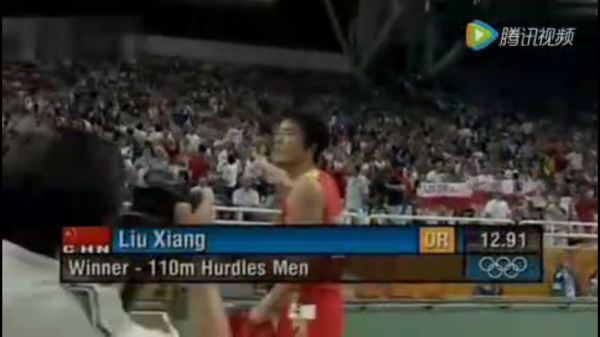 腾讯视频
CHN Liu Xiang OR 12.91
Winner - 110m Hurdles Men